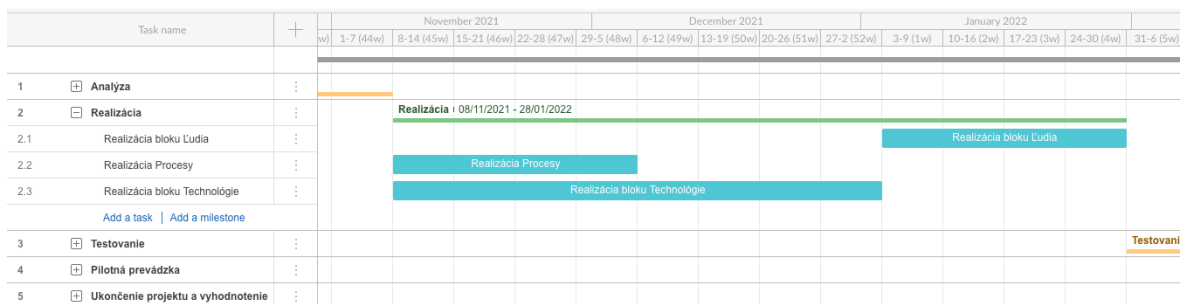 Task name
November 2021 December 2021 January 2022
w) 1-7 (44w) 8-14 (45w) 15-21 (46w) 22-28 (47w) 29-5 (48w) 6-12 (49w) 13-19 (50w) 20-26 (51w) 27-2 (52w) 3-9 (1w) 10-16 (2w) 17-23 (3w) 24-30 (4w) 31-6 (5w)
1 Analýza
2 Realizácia Realizácia 08/11/2021 - 28/01/2022
2.1 Realizácia bloku Ľudia Realizácia bloku Ľudia
2.2 Realizácia Procesy Realizácia Procesy
2.3 Realizácia bloku Technológie Realizácia bloku Technológie
Add a task | Add a milestone
3 Testovanie Testovani
4 Pilotná prevádzka
5 Ukončenie projektu a vyhodnotenie